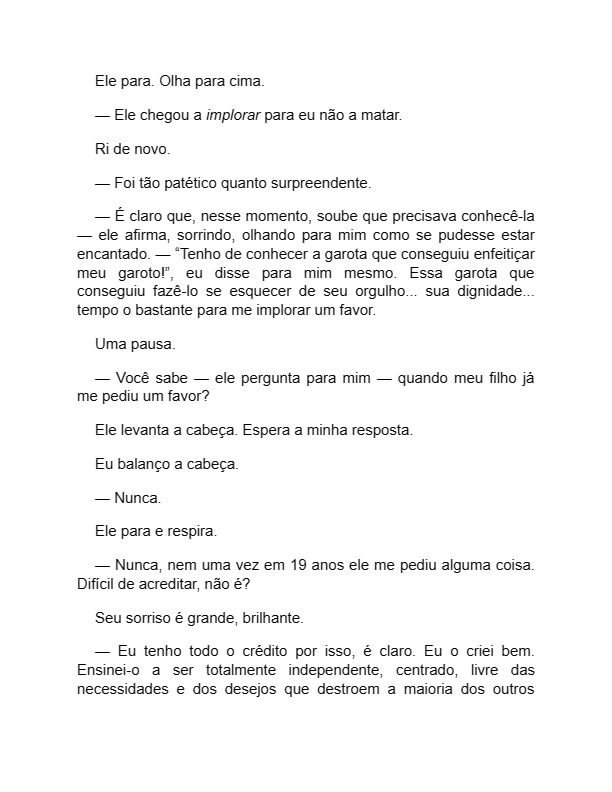 Ele para. Olha para cima.
— Ele chegou a implorar para eu não a matar.
Ri de novo.
— Foi tão patético quanto surpreendente.
— É claro que, nesse momento, soube que precisava conhecê-la
— ele afirma, sorrindo, olhando para mim como se pudesse estar
encantado. — “Tenho de conhecer a garota que conseguiu enfeitiçar
meu garoto!”, eu disse para mim mesmo. Essa garota que
conseguiu fazê-lo se esquecer de seu orgulho... sua dignidade...
tempo o bastante para me implorar um favor.
Uma pausa.
— Você sabe — ele pergunta para mim — quando meu filho já
me pediu um favor?
Ele levanta a cabeça. Espera a minha resposta.
Eu balanço a cabeça.
— Nunca.
Ele para e respira.
— Nunca, nem uma vez em 19 anos ele me pediu alguma coisa.
Difícil de acreditar, não é?
Seu sorriso é grande, brilhante.
— Eu tenho todo o crédito por isso, é claro. Eu o criei bem.
Ensinei-o a ser totalmente independente, centrado, livre das
necessidades e dos desejos que destroem a maioria dos outros